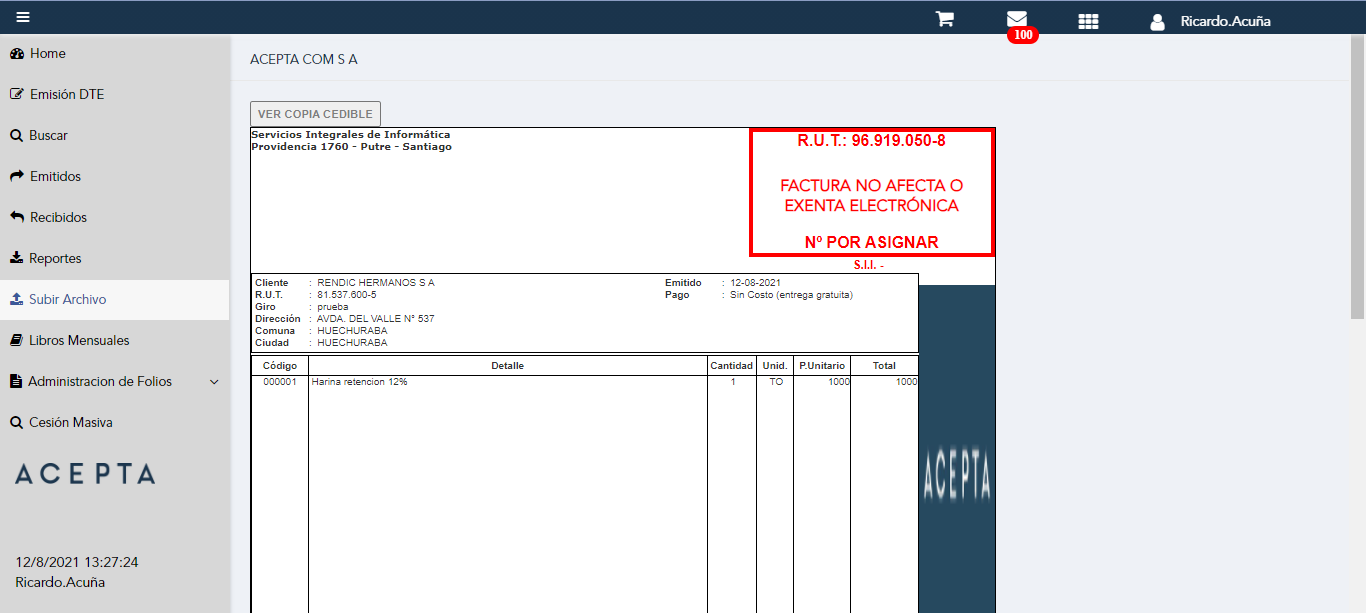 Ricardo.Acuña
100
Home
Emisión DTE
Buscar
Emitidos
Recibidos
Reportes
Subir Archivo
Libros Mensuales
Administracion de Folios
Cesión Masiva
ACEPTA
12/8/2021 13:27:24
Ricardo.Acuña
ACEPTA COM S A
VER COPIA CEDIBLE
Servicios Integrales de Informática
Providencia 1760 - Putre - Santiago
R.U.T.: 96.919.050-8
FACTURA NO AFECTA O
EXENTA ELECTRÓNICA
Nº POR ASIGNAR
S.I.I. -
Cliente : RENDIC HERMANOS S A Emitido : 12-08-2021
R.U.T. : 81.537.600-5 Pago : Sin Costo (entrega gratuita)
Giro : prueba
Dirección : AVDA. DEL VALLE N° 537
Comuna : HUECHURABA
Ciudad : HUECHURABA
Código Detalle Cantidad Unid. P.Unitario Total
000001 Harina retencion 12% 1 TO 1000 1000
ACEPTA